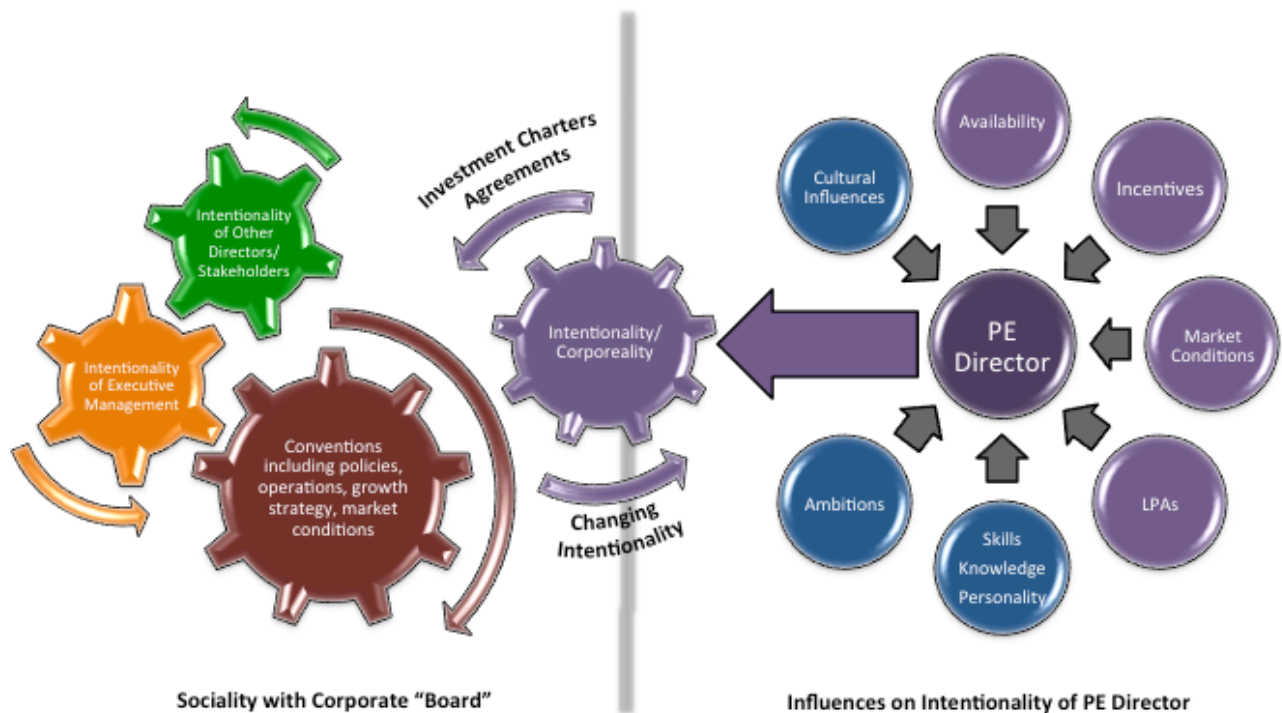 Investment Charters
Agreements
Intentionality
of Other
Directors/
Stakeholders
Intentionality
of Executive
Management
Conventions
including policies,
operations, growth
strategy, market
conditions
Intentionality/
Corporeality
Changing
Intentionality
Sociality with Corporate “Board”
Availability
Cultural
Influences
Incentives
PE
Director
Market
Conditions
Ambitions
LPAs
Skills
Knowledge
Personality
Influences on Intentionality of PE Director